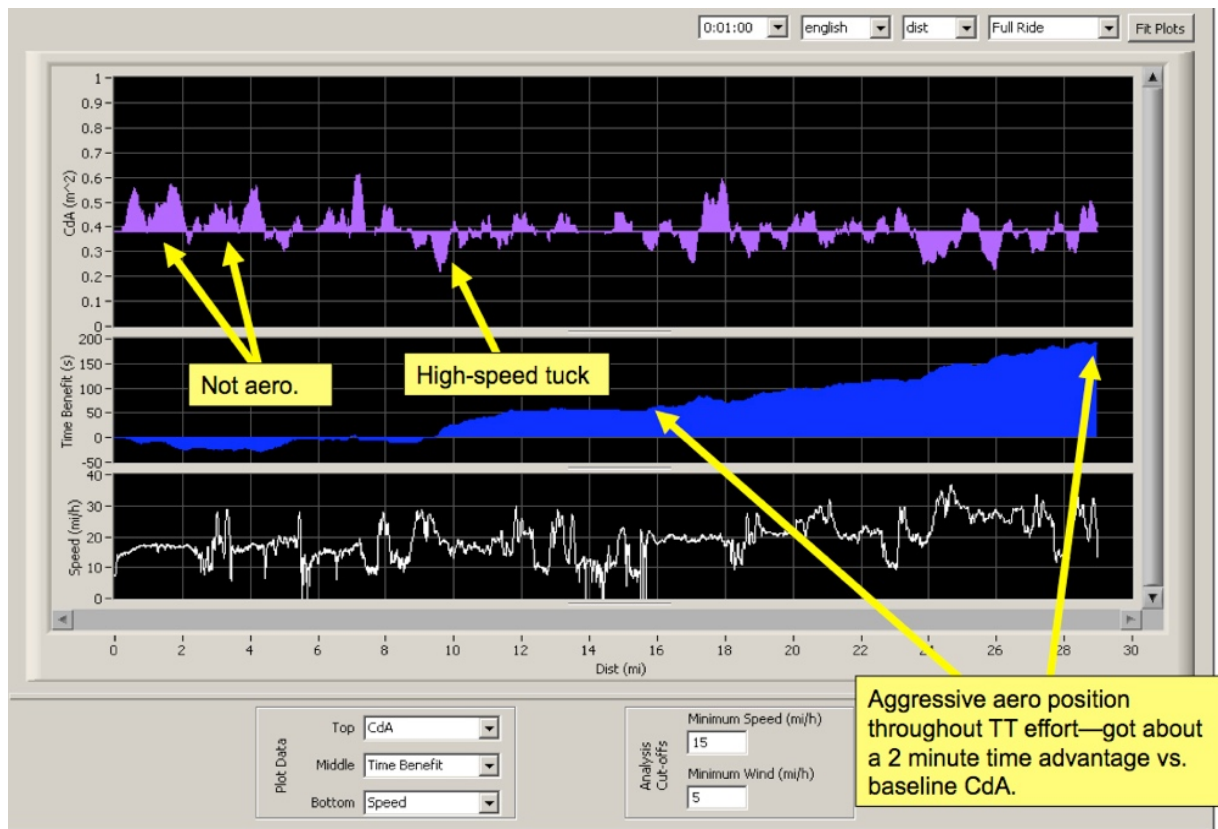 0:01:00 english dist Full Ride Fit Plots
1
0.9
0.8
0.7
0.6
0.5
0.4
0.3
0.2
0.1
0
CdA (m^2)
Not aero.
High-speed tuck
200
150
100
50
0
-50
Time Benefit (s)
40
30
20
10
0
Speed (mi/h)
0 2 4 6 8 10 12 14 16 18 20 22 24 26 28 30
Dist (mi)
Aggressive aero position
throughout TT effort—got about
a 2 minute time advantage vs.
baseline CdA.
Plot Data
Top CdA
Middle Time Benefit
Bottom Speed
Analysis
Cut-offs
Minimum Speed (mi/h)
15
Minimum Wind (mi/h)
5